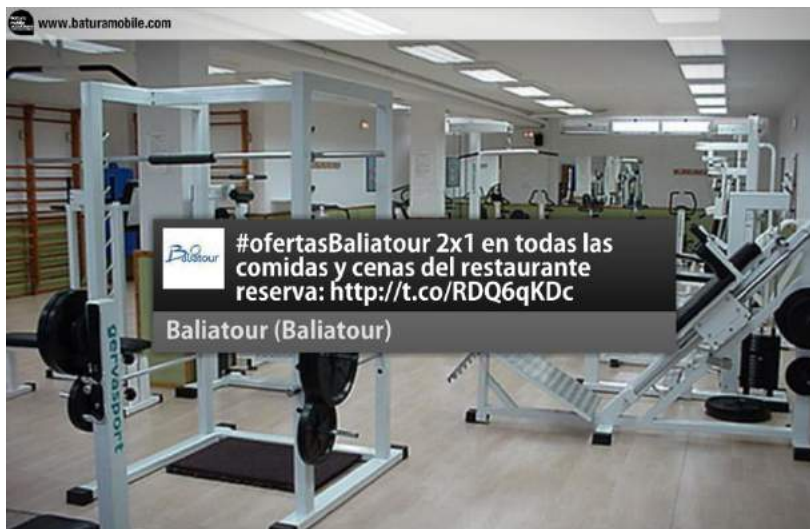 www.baturamobile.com
#ofertasBaliatour 2x1 en todas las
comidas y cenas del restaurante
reserva: http://t.co/RDQ6qKDc
Baliatour
Baliatour (Baliatour)
gervasport